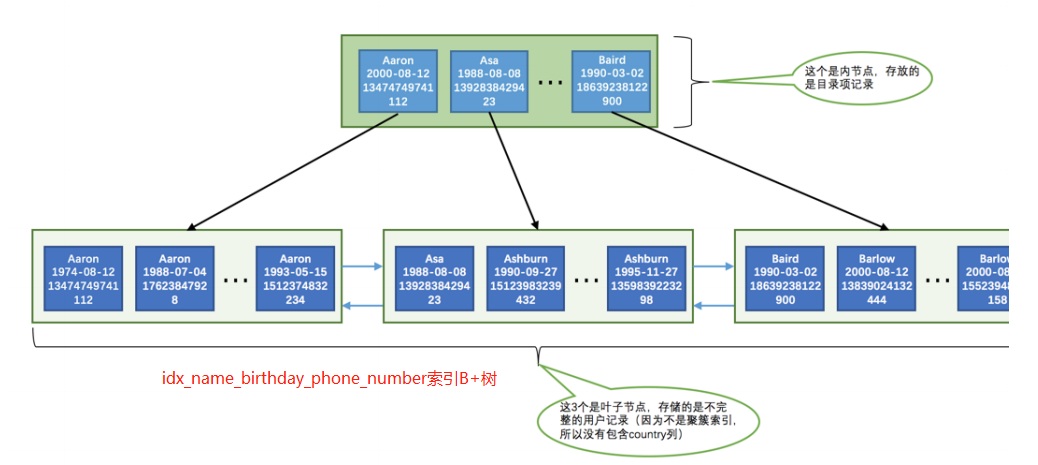 Aaron
2000-08-12
13474749741
112
Asa
1988-08-08
13928384294
23
...
Baird
1990-03-02
18639238122
900
这个是内节点，存放的
是目录项记录
Aaron
1974-08-12
13474749741
112
Aaron
1988-07-04
1762384792
8
...
Aaron
1993-05-15
1512374832
234
Asa
1988-08-08
13928384294
23
Ashburn
1990-09-27
15123983239
432
...
Ashburn
1995-11-27
13598392232
98
Baird
1990-03-02
18639238122
900
Barlow
2000-08-12
13839024132
444
...
Barlow
2000-08-
1552394
158
idx_name_birthday_phone_number索引B+树
这3个是叶子节点，存储的是不完
整的用户记录（因为不是聚簇索引，
所以没有包含country列）